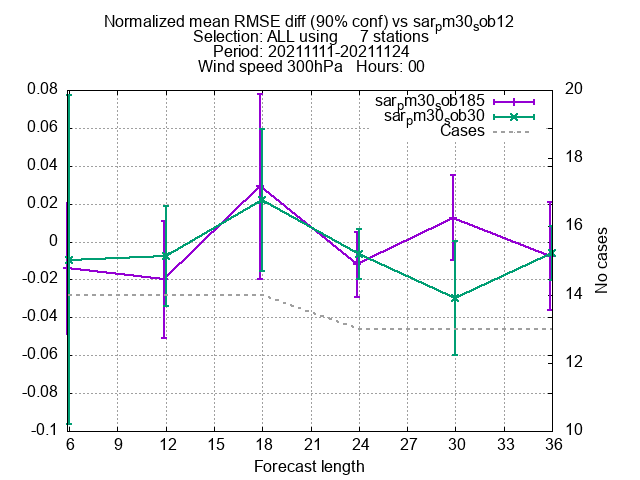 Normalized mean RMSE diff (90% conf) vs sarpm30sob12
Selection: ALL using 7 stations
Period: 20211111-20211124
Wind speed 300hPa Hours: 00
sarpm30sob185
sarpm30sob30
Cases
0.08
0.06
0.04
0.02
0
-0.02
-0.04
-0.06
-0.08
-0.1
20
18
16
14
12
10
No cases
6 9 12 15 18 21 24 27 30 33 36
Forecast length